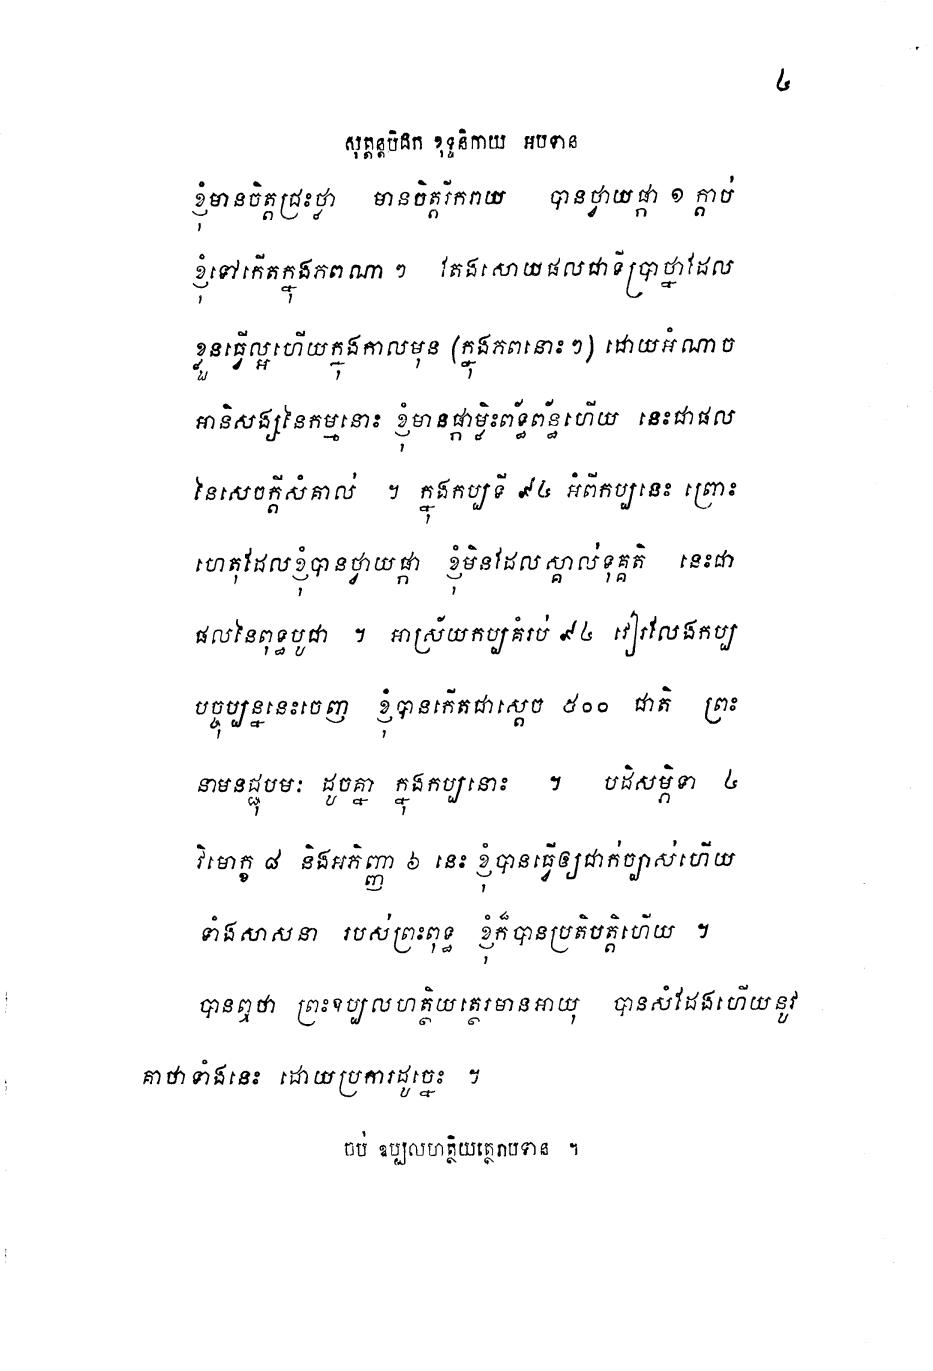 ៤
សុត្តន្តបិដក ខុទ្ទនិកាយ អបទាន
ខ្ញុំមានចិត្តជ្រះថ្លា មានចិត្តរីករាយ បានថ្វាយផ្កា ១ ក្តាប់
ខ្ញុំទៅកើតក្នុងភពណា ៗ តែងសោយផលជាទីប្រាថ្នាដែល
ខ្លួនធ្វើល្អហើយក្នុងកាលមុន (ក្នុងភពនោះ ៗ) ដោយអំណាច
អានិសង្សនៃកម្មនោះ ខ្ញុំមានផ្កាម្លិះព័ទ្ធព័ន្ធហើយ នេះជាផល
នៃសេចក្តីសំគាល់ ។ ក្នុងកប្បទី ៩៤ អំពីកប្បនេះ ព្រោះ
ហេតុដែលខ្ញុំបានថ្វាយផ្កា ខ្ញុំមិនដែលស្គាល់ទុគ្គតិ នេះជា
ផលនៃពុទ្ធបូជា ។ អាស្រ័យកប្បគំរប់ ៩៤ វៀរលែងកប្ប
បច្ចុប្បន្ននេះចេញ ខ្ញុំបានកើតជាស្តេច ៥០០ ជាតិ ព្រះ
នាមនជ្ជុបមៈ ដូចគ្នា ក្នុងកប្បនោះ ។ បដិសម្ភិទា ៤
វិមោក្ខ ៨ និងអភិញ្ញា ៦ នេះ ខ្ញុំបានធ្វើឲ្យជាក់ច្បាស់ហើយ
ទាំងសាសនា របស់ព្រះពុទ្ធ ខ្ញុំក៏បានប្រតិបត្តិហើយ ។
បានឮថា ព្រះឧប្បលហត្ថិយត្ថេរមានអាយុ បានសំដែងហើយនូវ
គាថាទាំងនេះ ដោយប្រការដូច្នេះ ។
ចប់ ឧប្បលហត្ថិយត្ថេរាបទាន ។